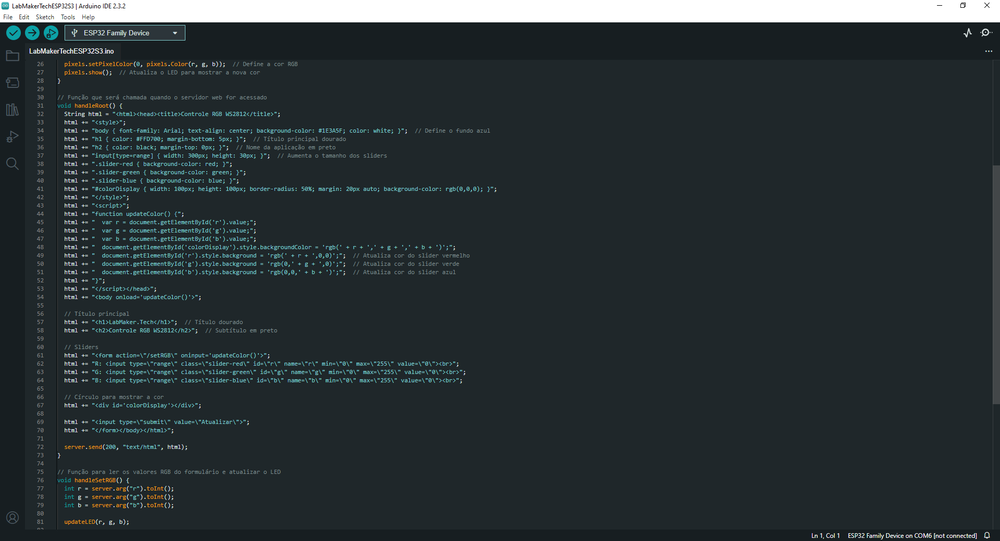 LabMakerTechESP32S3 | Arduino IDE 2.3.2
File Edit Sketch Tools Help
ESP32 Family Device
LabMakerTechESP32S3.ino
26 pixels.setPixelColor(0, pixels.Color(r, g, b)); // Define a cor RGB
27 pixels.show(); // Atualiza o LED para mostrar a nova cor
28 }
29
30 // Função que será chamada quando o servidor web for acessado
31 void handleRoot() {
32 String html = "<html><head><title>Controle RGB WS2812</title>";
33 html += "<style>";
34 html += "body { font-family: Arial; text-align: center; background-color: #1E3A5F; color: white; }"; // Define o fundo azul
35 html += "h1 { color: #FFD700; margin-bottom: 5px; }"; // Título principal dourado
36 html += "h2 { color: black; margin-top: 0px; }"; // Nome da aplicação em preto
37 html += "input[type=range] { width: 300px; height: 30px; }"; // Aumenta o tamanho dos sliders
38 html += ".slider-red { background-color: red; }";
39 html += ".slider-green { background-color: green; }";
40 html += ".slider-blue { background-color: blue; }";
41 html += "#colorDisplay { width: 100px; height: 100px; border-radius: 50%; margin: 20px auto; background-color: rgb(0,0,0); }";
42 html += "</style>";
43 html += "<script>";
44 html += "function updateColor() {";
45 html += "  var r = document.getElementById('r').value;";
46 html += "  var g = document.getElementById('g').value;";
47 html += "  var b = document.getElementById('b').value;";
48 html += "  document.getElementById('colorDisplay').style.backgroundColor = 'rgb(' + r + ',' + g + ',' + b + ')';";
49 html += "  document.getElementById('r').style.background = 'rgb(' + r + ',0,0)';"; // Atualiza cor do slider vermelho
50 html += "  document.getElementById('g').style.background = 'rgb(0,' + g + ',0)';"; // Atualiza cor do slider verde
51 html += "  document.getElementById('b').style.background = 'rgb(0,0,' + b + ')';"; // Atualiza cor do slider azul
52 html += "}";
53 html += "</script></head>";
54 html += "<body onload='updateColor()'>";
55
56 // Título principal
57 html += "<h1>LabMaker.Tech</h1>"; // Título dourado
58 html += "<h2>Controle RGB WS2812</h2>"; // Subtítulo em preto
59
60 // Sliders
61 html += "<form action=\"/setRGB\" oninput='updateColor()'>";
62 html += "R: <input type=\"range\" class=\"slider-red\" id=\"r\" name=\"r\" min=\"0\" max=\"255\" value=\"0\"><br>";
63 html += "G: <input type=\"range\" class=\"slider-green\" id=\"g\" name=\"g\" min=\"0\" max=\"255\" value=\"0\"><br>";
64 html += "B: <input type=\"range\" class=\"slider-blue\" id=\"b\" name=\"b\" min=\"0\" max=\"255\" value=\"0\"><br>";
65
66 // Círculo para mostrar a cor
67 html += "<div id='colorDisplay'></div>";
68
69 html += "<input type=\"submit\" value=\"Atualizar\">";
70 html += "</form></body></html>";
71
72 server.send(200, "text/html", html);
73 }
74
75 // Função para ler os valores RGB do formulário e atualizar o LED
76 void handleSetRGB() {
77 int r = server.arg("r").toInt();
78 int g = server.arg("g").toInt();
79 int b = server.arg("b").toInt();
80
81 updateLED(r, g, b);
82
Ln 1, Col 1 ESP32 Family Device on COM6 [not connected]